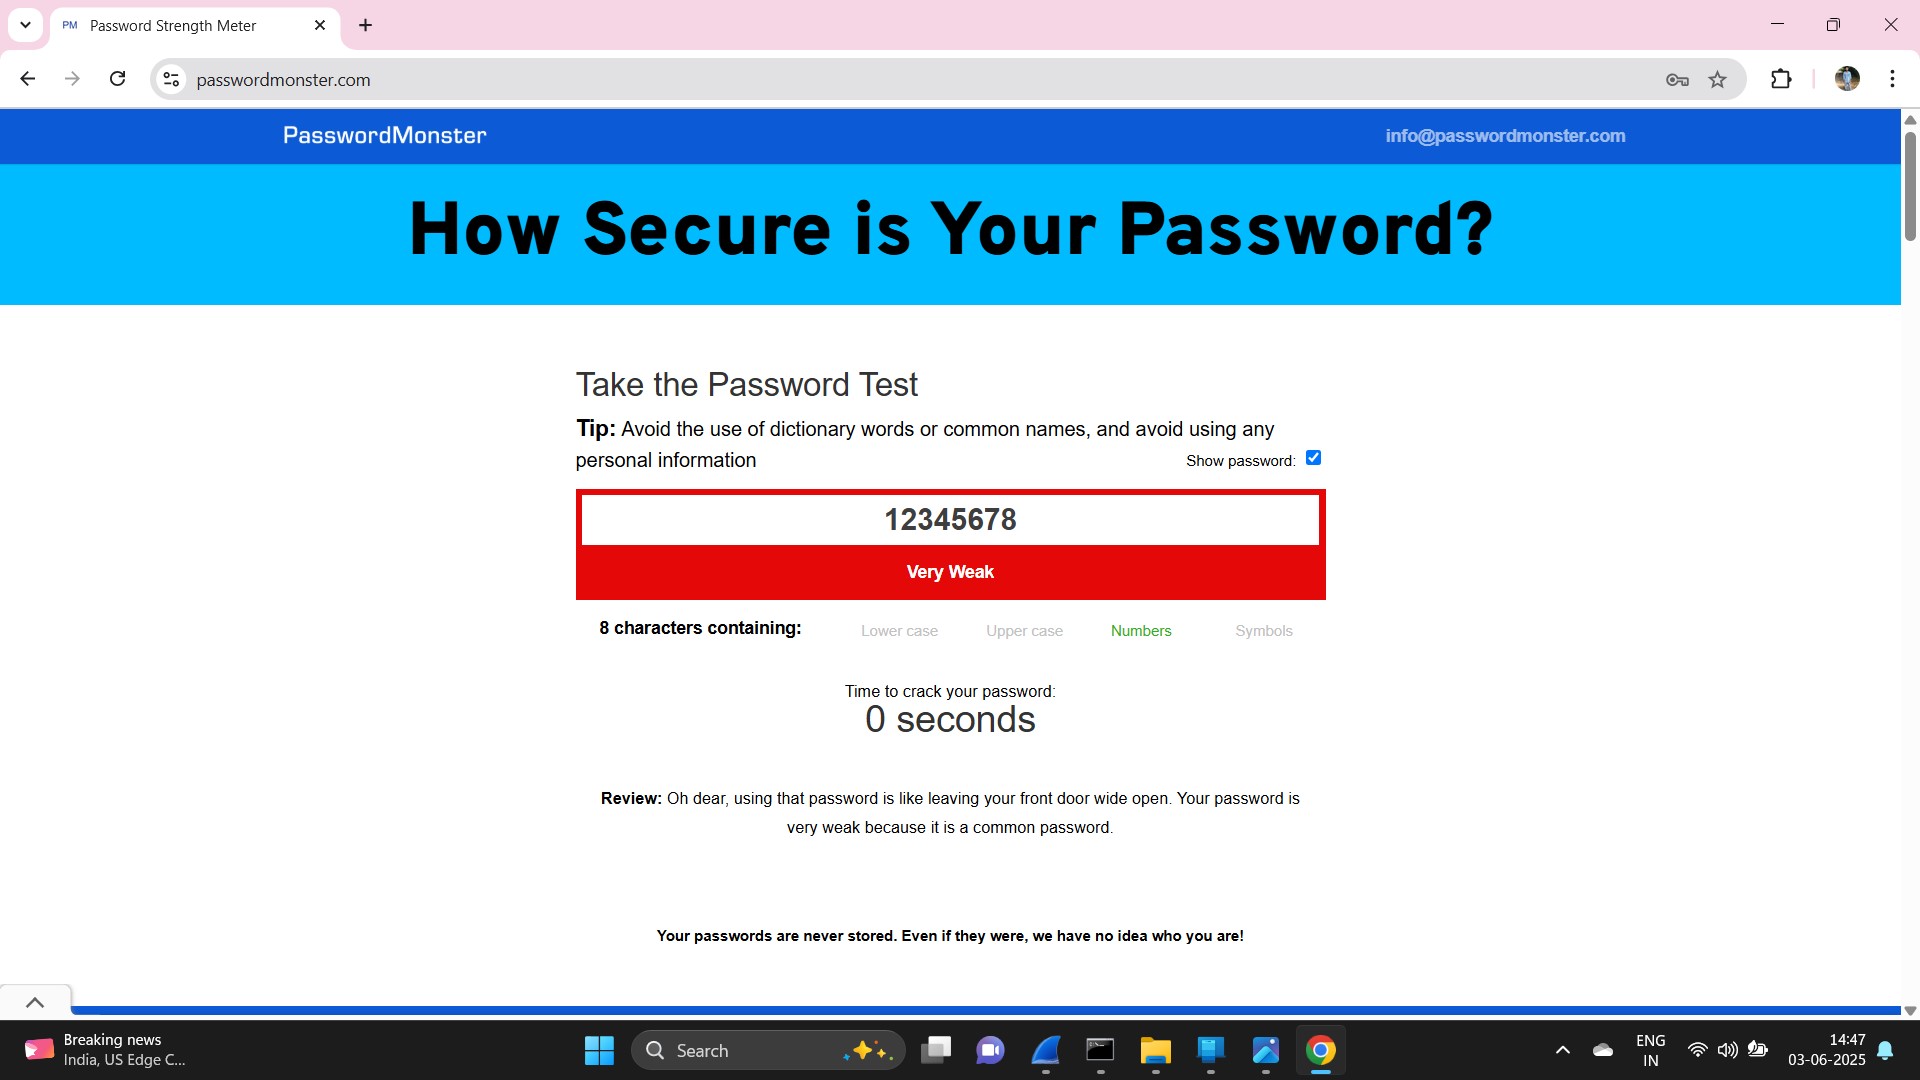 PM Password Strength Meter
passwordmonster.com
PasswordMonster info@passwordmonster.com
How Secure is Your Password?
Take the Password Test
Tip: Avoid the use of dictionary words or common names, and avoid using any
personal information Show password:
12345678
Very Weak
8 characters containing: Lower case Upper case Numbers Symbols
Time to crack your password:
0 seconds
Review: Oh dear, using that password is like leaving your front door wide open. Your password is
very weak because it is a common password.
Your passwords are never stored. Even if they were, we have no idea who you are!
Breaking news
India, US Edge C...
Search
ENG
IN
14:47
03-06-2025